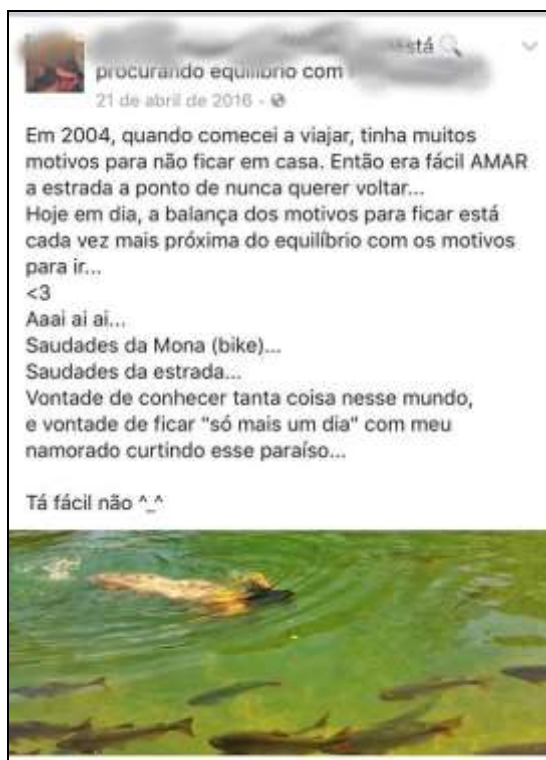 está
procurando equilíbrio com
21 de abril de 2016 ·
Em 2004, quando comecei a viajar, tinha muitos
motivos para não ficar em casa. Então era fácil AMAR
a estrada a ponto de nunca querer voltar...
Hoje em dia, a balança dos motivos para ficar está
cada vez mais próxima do equilíbrio com os motivos
para ir...
<3
Aaai ai ai...
Saudades da Mona (bike)...
Saudades da estrada...
Vontade de conhecer tanta coisa nesse mundo,
e vontade de ficar "só mais um dia" com meu
namorado curtindo esse paraíso...
Tá fácil não ^_^